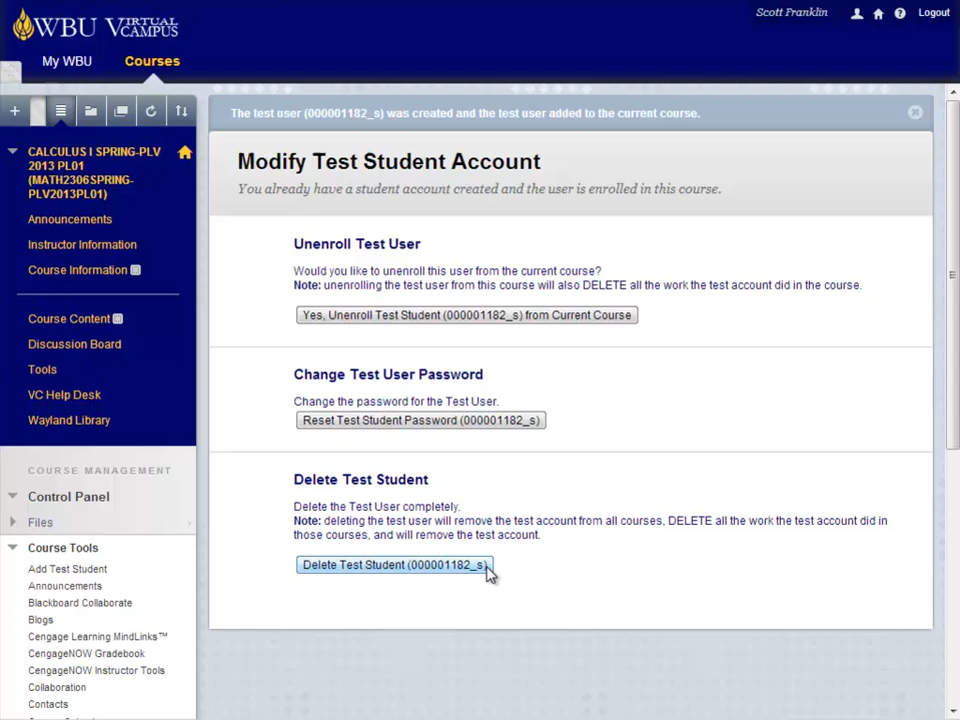 WBU VIRTUAL VCAMPUS
Scott Franklin
Logout
My WBU
Courses
The test user (000001182_s) was created and the test user added to the current course.
CALCULUS I SPRING-PLV
2013 PL01
(MATH2306SPRING-
PLV2013PL01)
Announcements
Instructor Information
Course Information
Course Content
Discussion Board
Tools
VC Help Desk
Wayland Library
COURSE MANAGEMENT
Control Panel
Files
Course Tools
Add Test Student
Announcements
Blackboard Collaborate
Blogs
Cengage Learning MindLinks™
CengageNOW Gradebook
CengageNOW Instructor Tools
Collaboration
Contacts
Modify Test Student Account
You already have a student account created and the user is enrolled in this course.
Unenroll Test User
Would you like to unenroll this user from the current course?
Note: unenrolling the test user from this course will also DELETE all the work the test account did in the course.
Yes, Unenroll Test Student (000001182_s) from Current Course
Change Test User Password
Change the password for the Test User.
Reset Test Student Password (000001182_s)
Delete Test Student
Delete the Test User completely.
Note: deleting the test user will remove the test account from all courses, DELETE all the work the test account did in
those courses, and will remove the test account.
Delete Test Student (000001182_s)